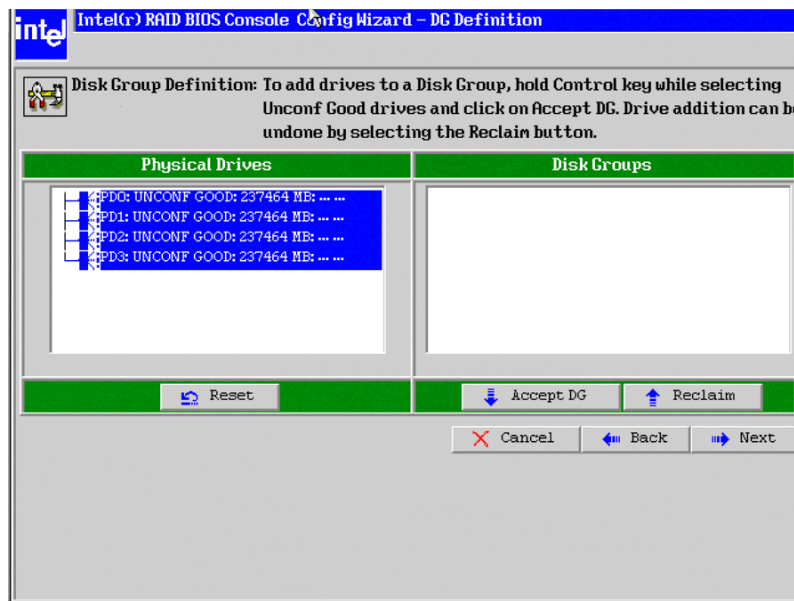 intel
Intel(r) RAID BIOS Console Config Wizard – DG Definition
Disk Group Definition: To add drives to a Disk Group, hold Control key while selecting
Unconf Good drives and click on Accept DG. Drive addition can be
undone by selecting the Reclaim button.
Physical Drives
Disk Groups
PD0: UNCONF GOOD: 237464 MB: ... ...
PD1: UNCONF GOOD: 237464 MB: ... ...
PD2: UNCONF GOOD: 237464 MB: ... ...
PD3: UNCONF GOOD: 237464 MB: ... ...
Reset
Accept DG
Reclaim
Cancel
Back
Next